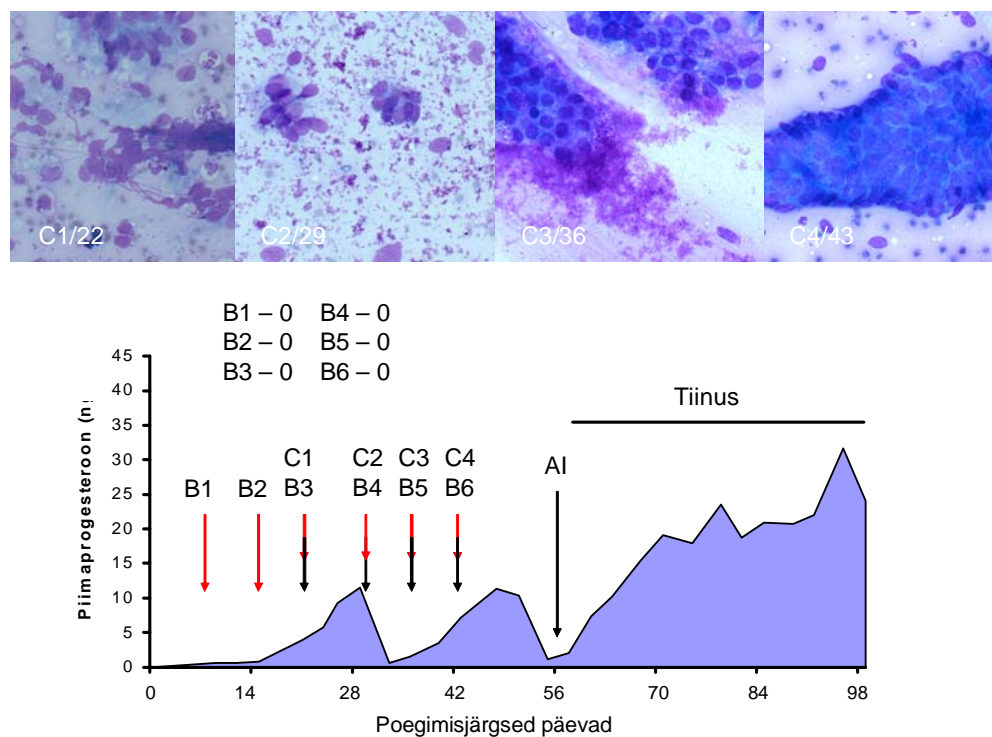 C1/22 C2/29 C3/36 C4/43
B1 – 0 B4 – 0
B2 – 0 B5 – 0
B3 – 0 B6 – 0
Tiinus
C1 C2 C3 C4 AI
B1 B2 B3 B4 B5 B6
Piimaprogesteroon
45
40
35
30
25
20
15
10
5
0
0 14 28 42 56 70 84 98
Poegimisjärgsed päevad